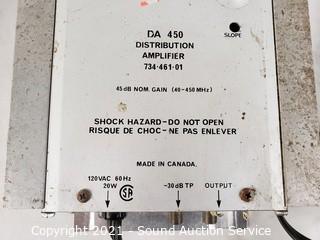 DA 450
DISTRIBUTION
AMPLIFIER
734-461-01
SLOPE
45 dB NOM. GAIN (40-450 MHz)
SHOCK HAZARD-DO NOT OPEN
RISQUE DE CHOC-NE PAS ENLEVER
MADE IN CANADA.
120VAC 60Hz
20W
SA
-30dB TP
OUTPUT
Copyright 2021 - Sound Auction Service